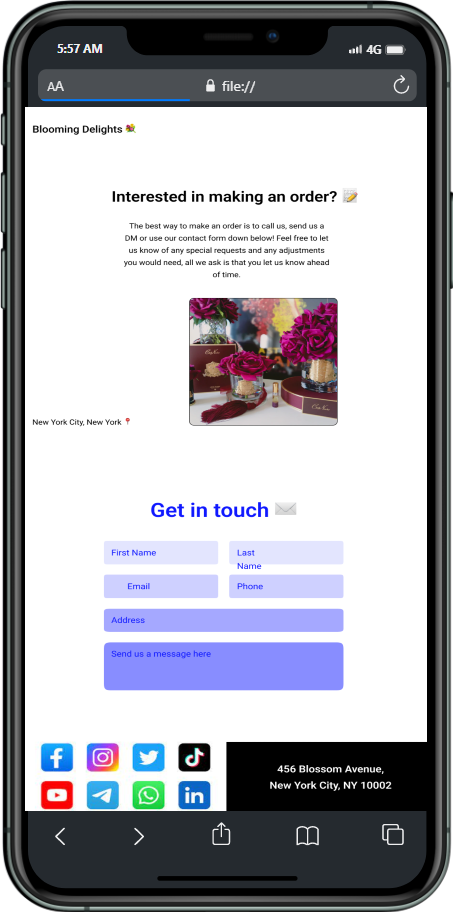 5:57 AM
4G
AA
file://
Blooming Delights
Interested in making an order?
The best way to make an order is to call us, send us a
DM or use our contact form down below! Feel free to let
us know of any special requests and any adjustments
you would need, all we ask is that you let us know ahead
of time.
New York City, New York
Get in touch
First Name
Last
Name
Email
Phone
Address
Send us a message here
456 Blossom Avenue,
New York City, NY 10002
in